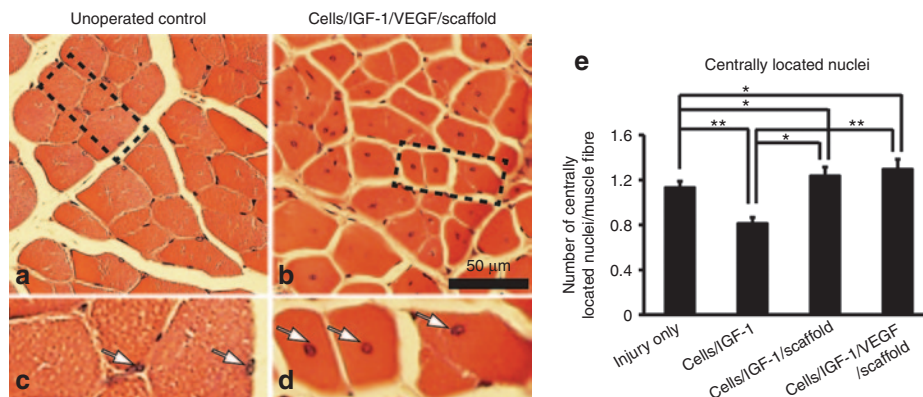 Unoperated control
Cells/IGF-1/VEGF/scaffold
a
b
50 μm
c
d
e
Centrally located nuclei
Number of centrally
located nuclei/muscle fibre
1.6
1.2
0.8
0.4
0
*
*
**
**
*
Injury only
Cells/IGF-1
Cells/IGF-1/scaffold
Cells/IGF-1/VEGF
/scaffold